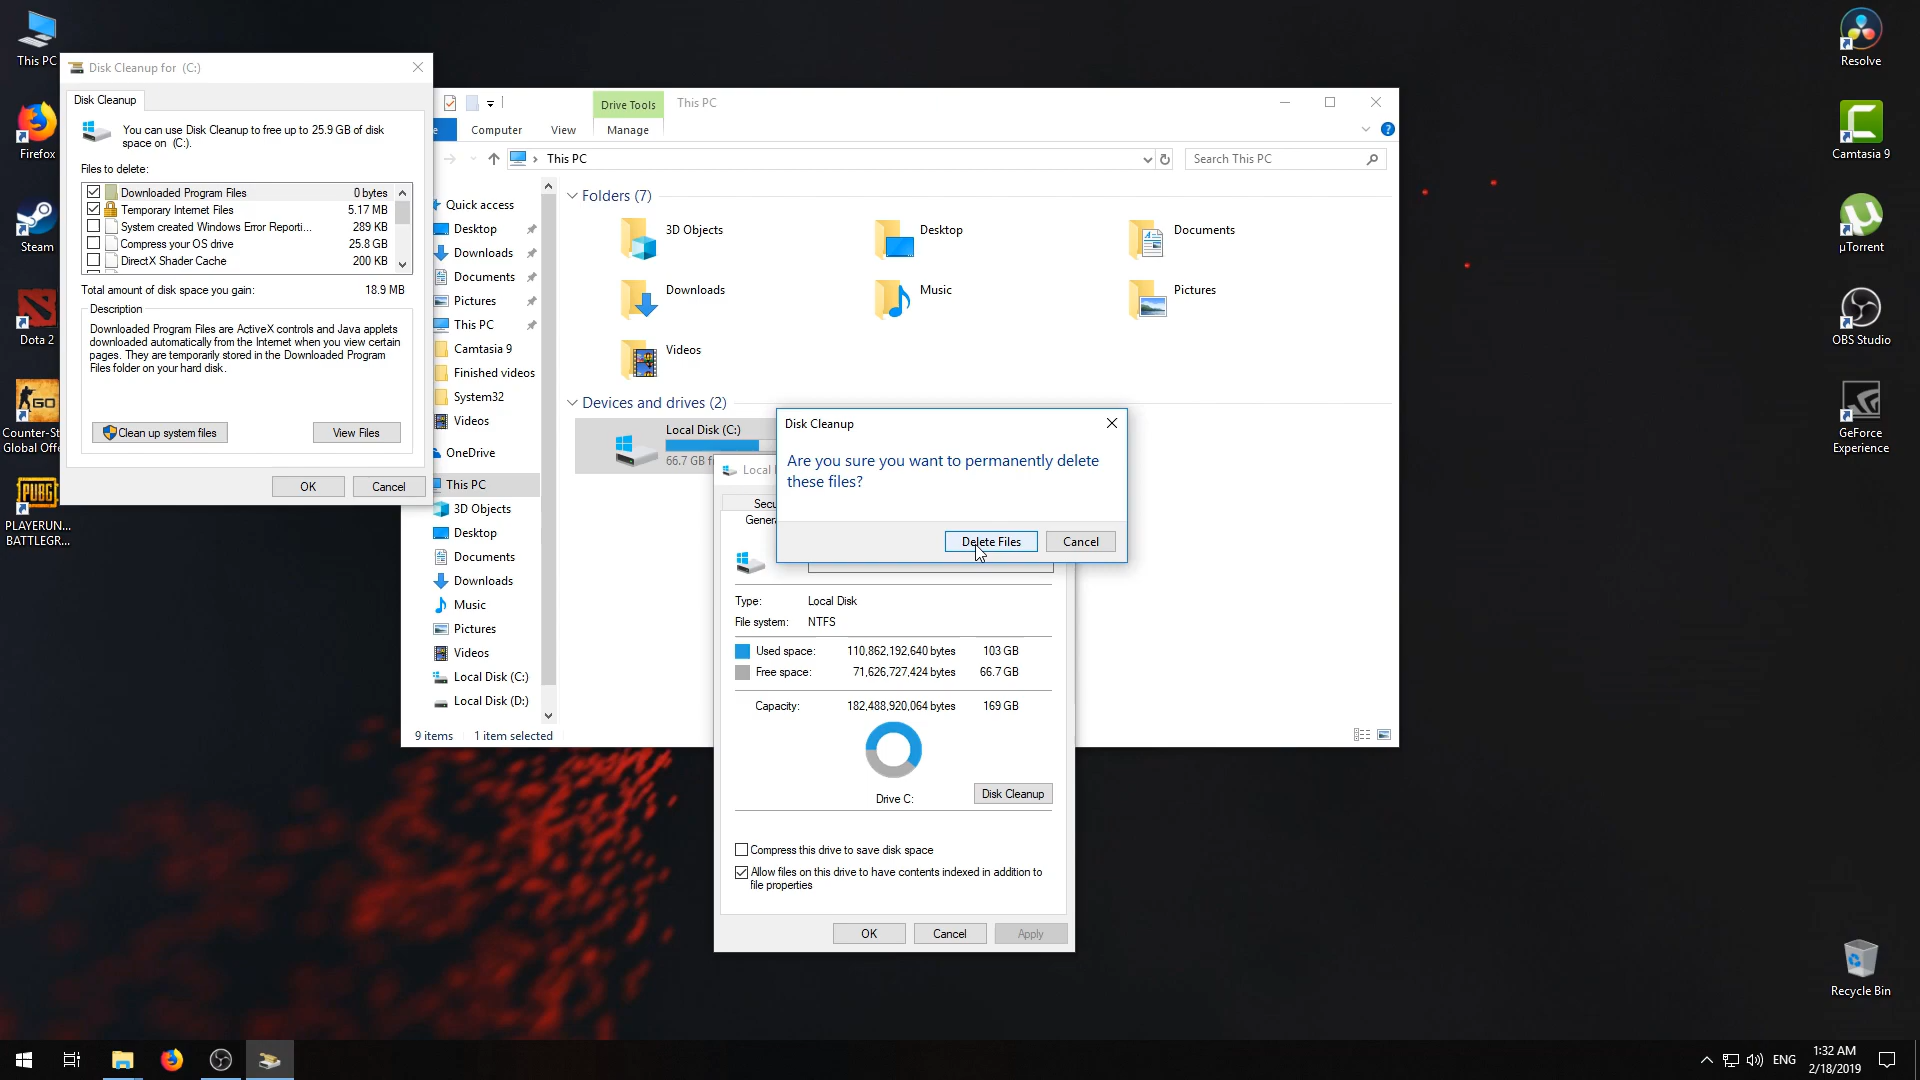 This PC
Firefox
Steam
Dota 2
Counter-St
Global Offe
PLAYERUN...
BATTLEGR...
Disk Cleanup for (C:)
Disk Cleanup
You can use Disk Cleanup to free up to 25.9 GB of disk
space on (C:).
Files to delete:
Downloaded Program Files 0 bytes
Temporary Internet Files 5.17 MB
System created Windows Error Reporti... 289 KB
Compress your OS drive 25.8 GB
DirectX Shader Cache 200 KB
Total amount of disk space you gain: 18.9 MB
Description
Downloaded Program Files are ActiveX controls and Java applets
downloaded automatically from the Internet when you view certain
pages. They are temporarily stored in the Downloaded Program
Files folder on your hard disk.
Clean up system files
View Files
OK
Cancel
Drive Tools
This PC
Computer
View
Manage
This PC
Search This PC
Quick access
Desktop
Downloads
Documents
Pictures
This PC
Camtasia 9
Finished videos
System32
Videos
OneDrive
This PC
3D Objects
Desktop
Documents
Downloads
Music
Pictures
Videos
Local Disk (C:)
Local Disk (D:)
9 items
1 item selected
Folders (7)
3D Objects
Desktop
Documents
Downloads
Music
Pictures
Videos
Devices and drives (2)
Local Disk (C:)
66.7 GB f
Disk Cleanup
Are you sure you want to permanently delete
these files?
Delete Files
Cancel
Local
Secu
Genera
Type: Local Disk
File system: NTFS
Used space: 110,862,192,640 bytes 103 GB
Free space: 71,626,727,424 bytes 66.7 GB
Capacity: 182,488,920,064 bytes 169 GB
Drive C:
Disk Cleanup
Compress this drive to save disk space
Allow files on this drive to have contents indexed in addition to
file properties
OK
Cancel
Apply
Resolve
Camtasia 9
µTorrent
OBS Studio
GeForce
Experience
Recycle Bin
ENG
1:32 AM
2/18/2019